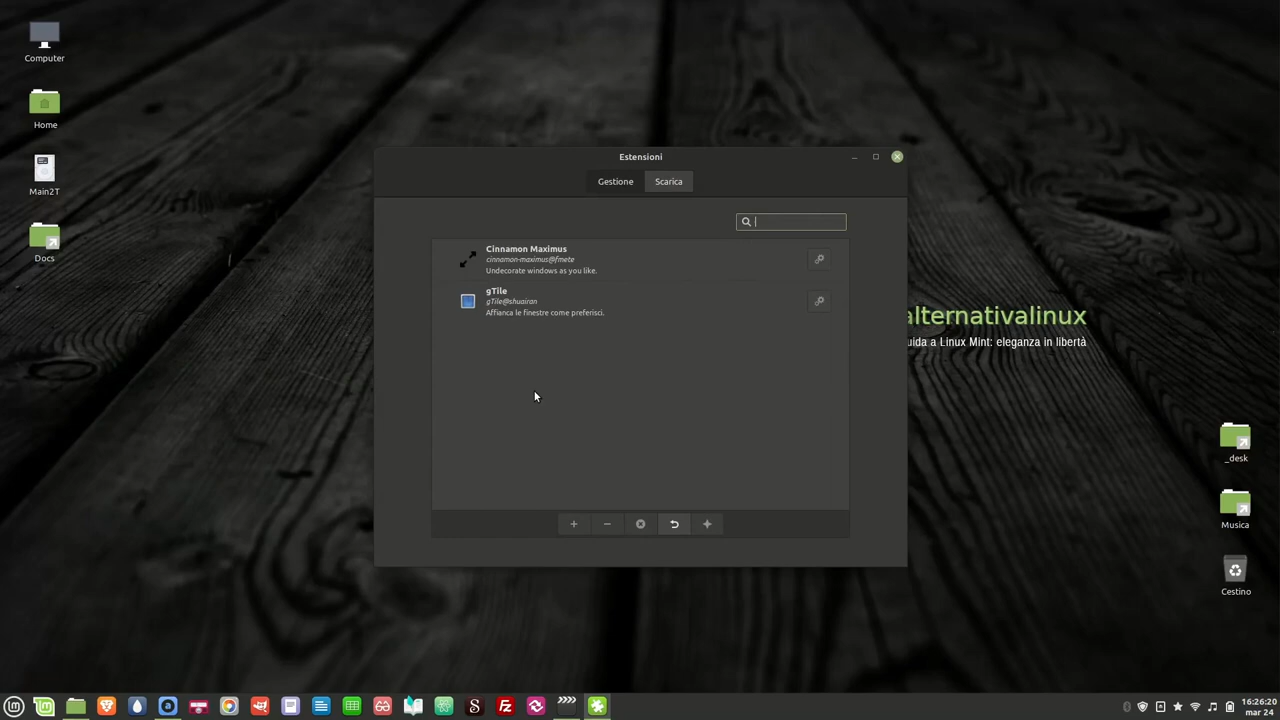 Computer
Home
Main2T
Docs
Estensioni
Gestione
Scarica
Cinnamon Maximus
cinnamon-maximus@fmete
Undecorate windows as you like.
gTile
gTile@shuairan
Affianca le finestre come preferisci.
alternativalinux
uida a Linux Mint: eleganza in libertà
_desk
Musica
Cestino
16:26:20
mar 24